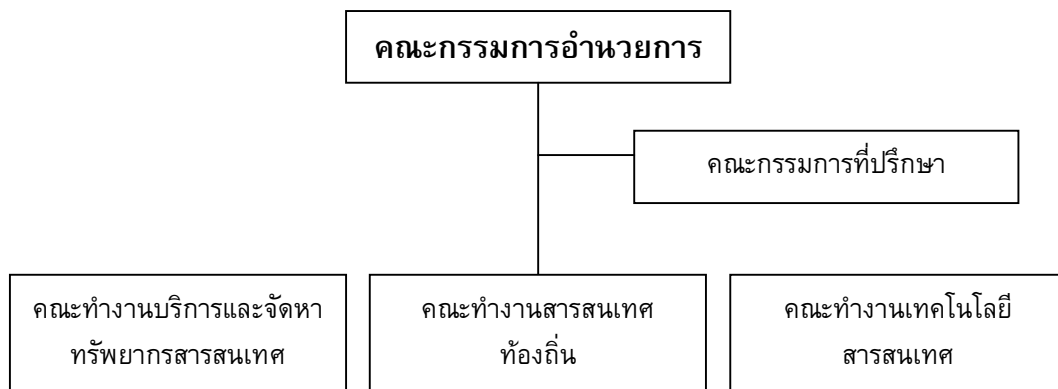 คณะกรรมการอำนวยการ
คณะกรรมการที่ปรึกษา
คณะทำงานบริการและจัดหา
ทรัพยากรสารสนเทศ
คณะทำงานสารสนเทศ
ท้องถิ่น
คณะทำงานเทคโนโลยี
สารสนเทศ